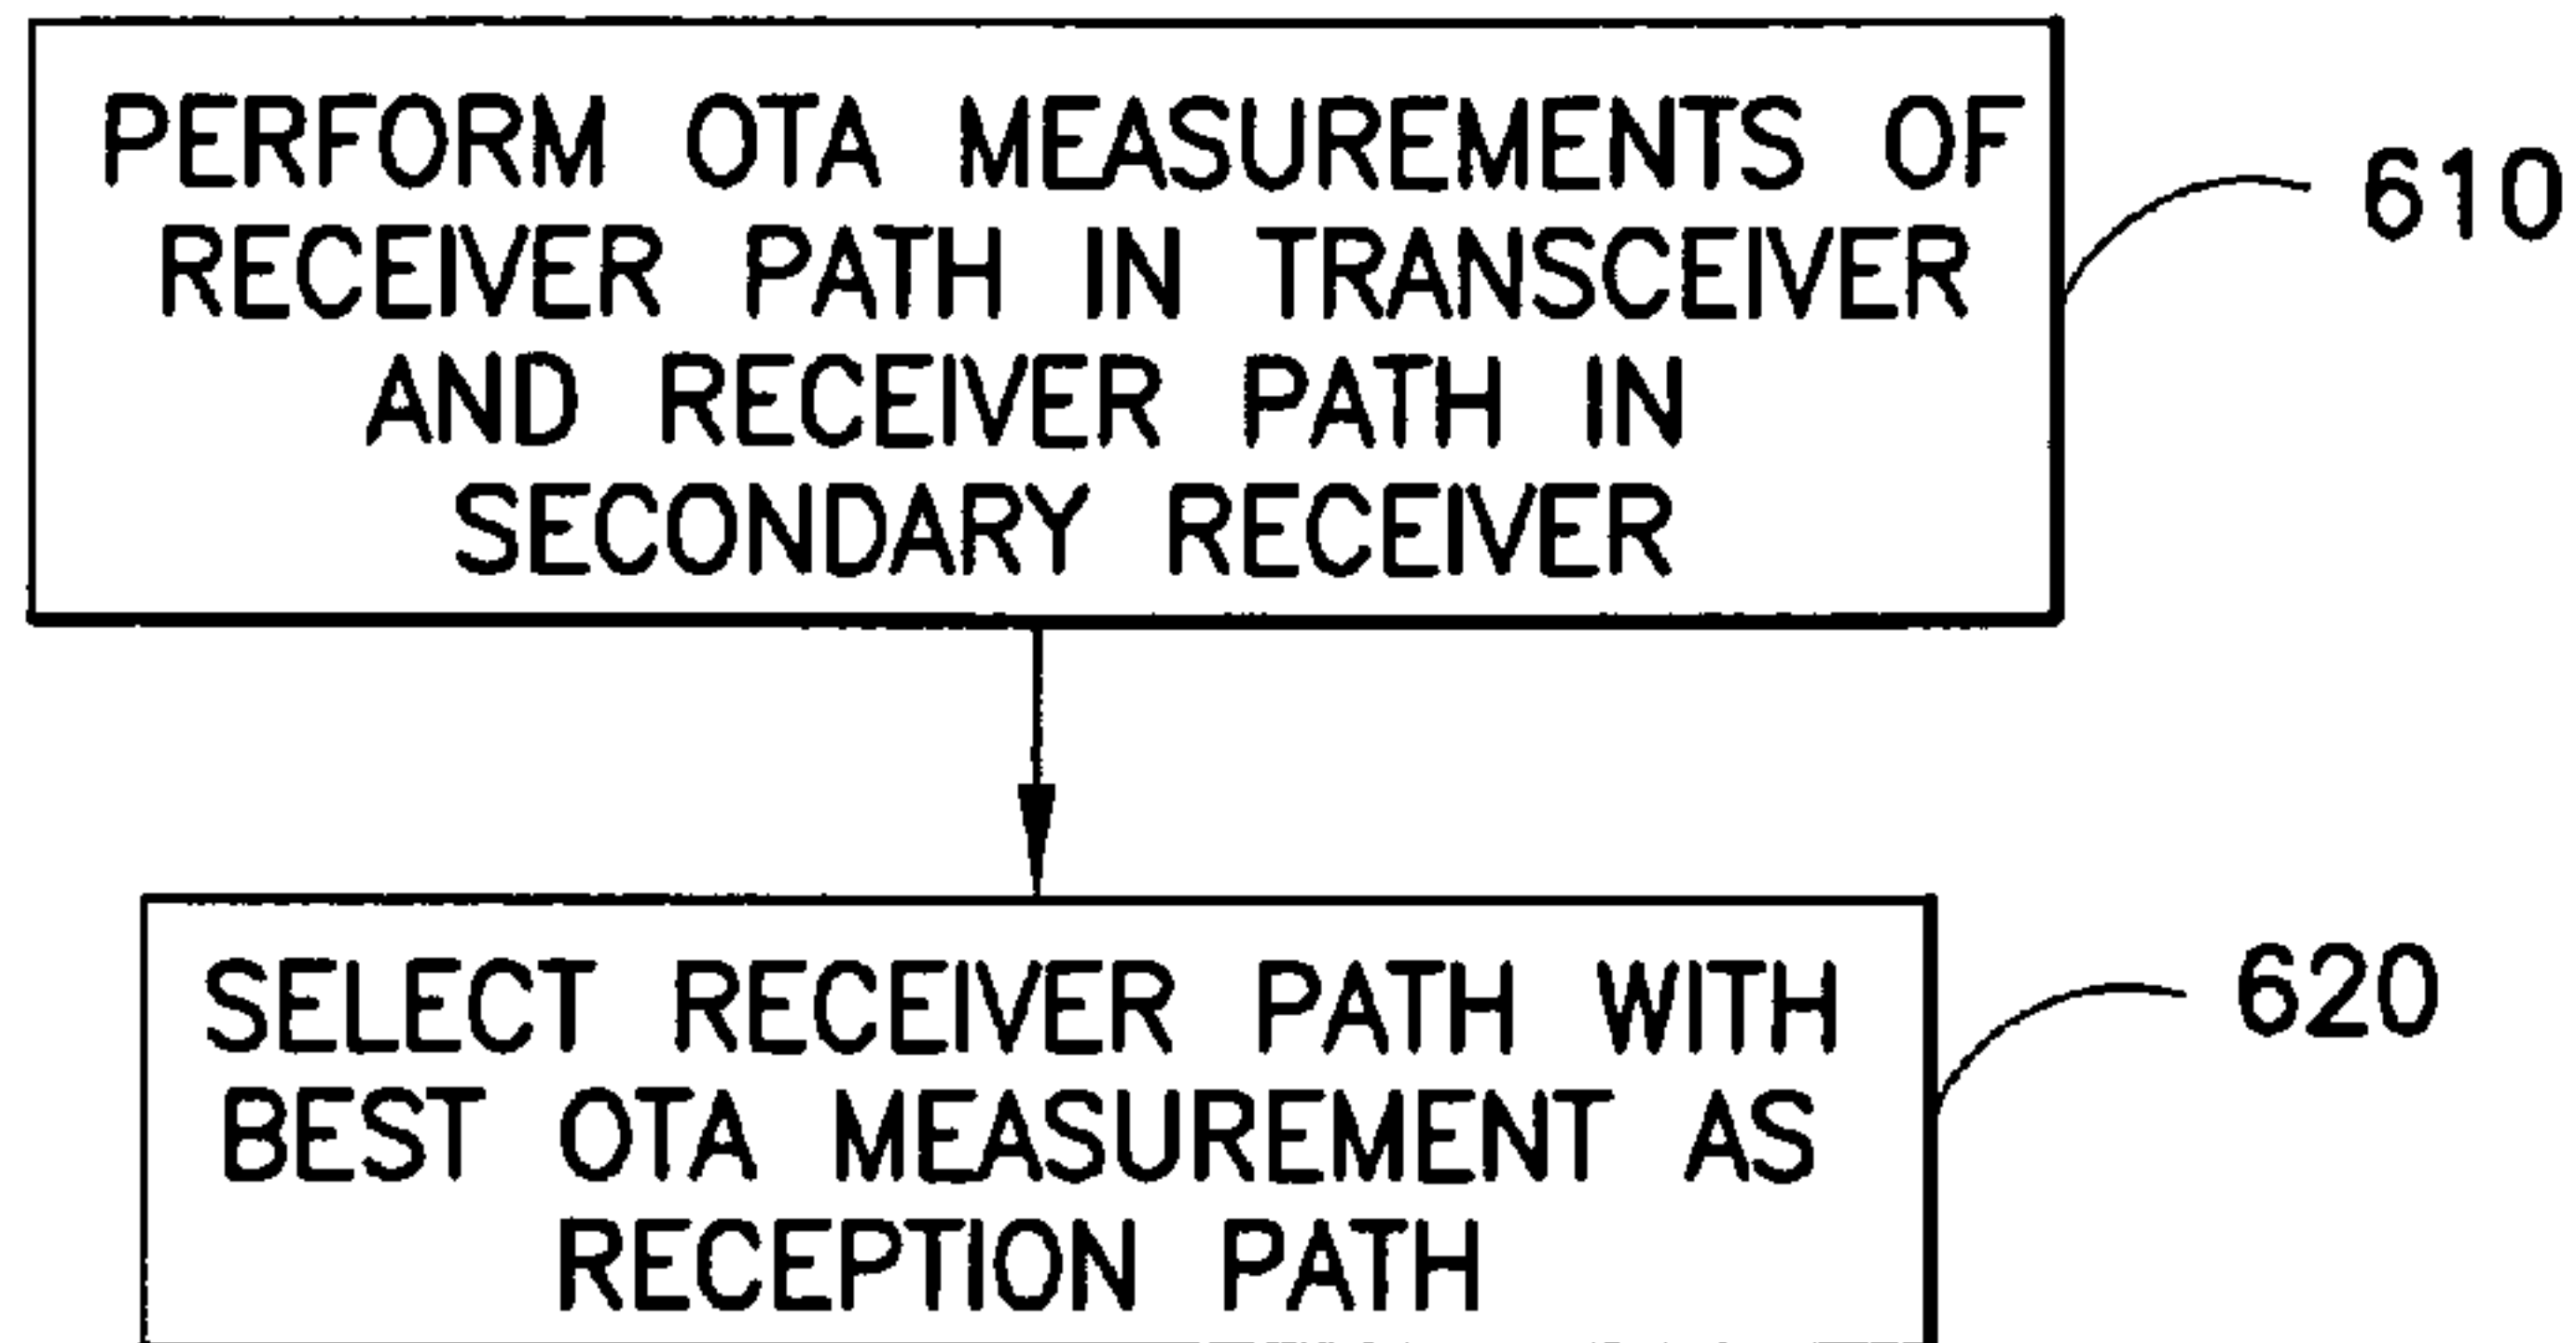 PERFORM OTA MEASUREMENTS OF
RECEIVER PATH IN TRANSCEIVER
AND RECEIVER PATH IN
SECONDARY RECEIVER
610
SELECT RECEIVER PATH WITH
BEST OTA MEASUREMENT AS
RECEPTION PATH
620